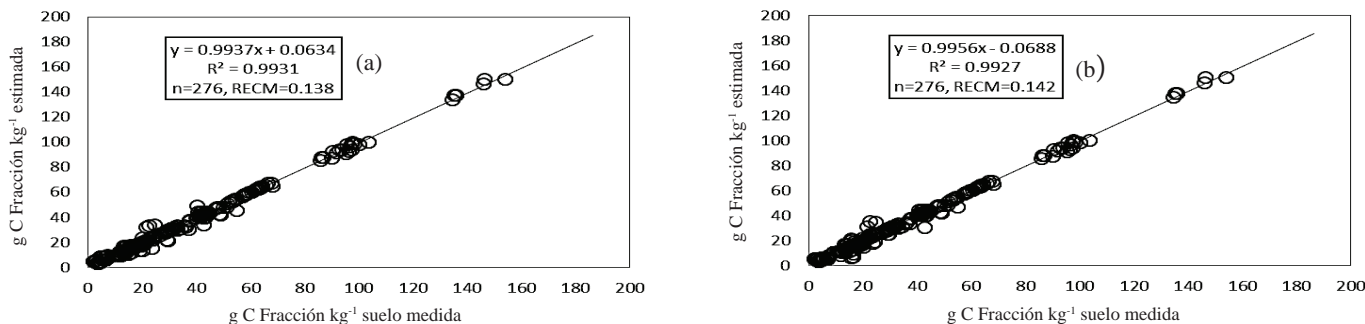 200
180
160
140
120
100
80
60
40
20
0
g C Fracción kg-1 estimada
y = 0.9937x + 0.0634
R² = 0.9931
n=276, RECM=0.138
(a)
0 20 40 60 80 100 120 140 160 180 200
g C Fracción kg-1 suelo medida
200
180
160
140
120
100
80
60
40
20
0
g C Fracción kg-1 estimada
y = 0.9956x - 0.0688
R² = 0.9927
n=276, RECM=0.142
(b)
0 20 40 60 80 100 120 140 160 180 200
g C Fracción kg-1 suelo medida